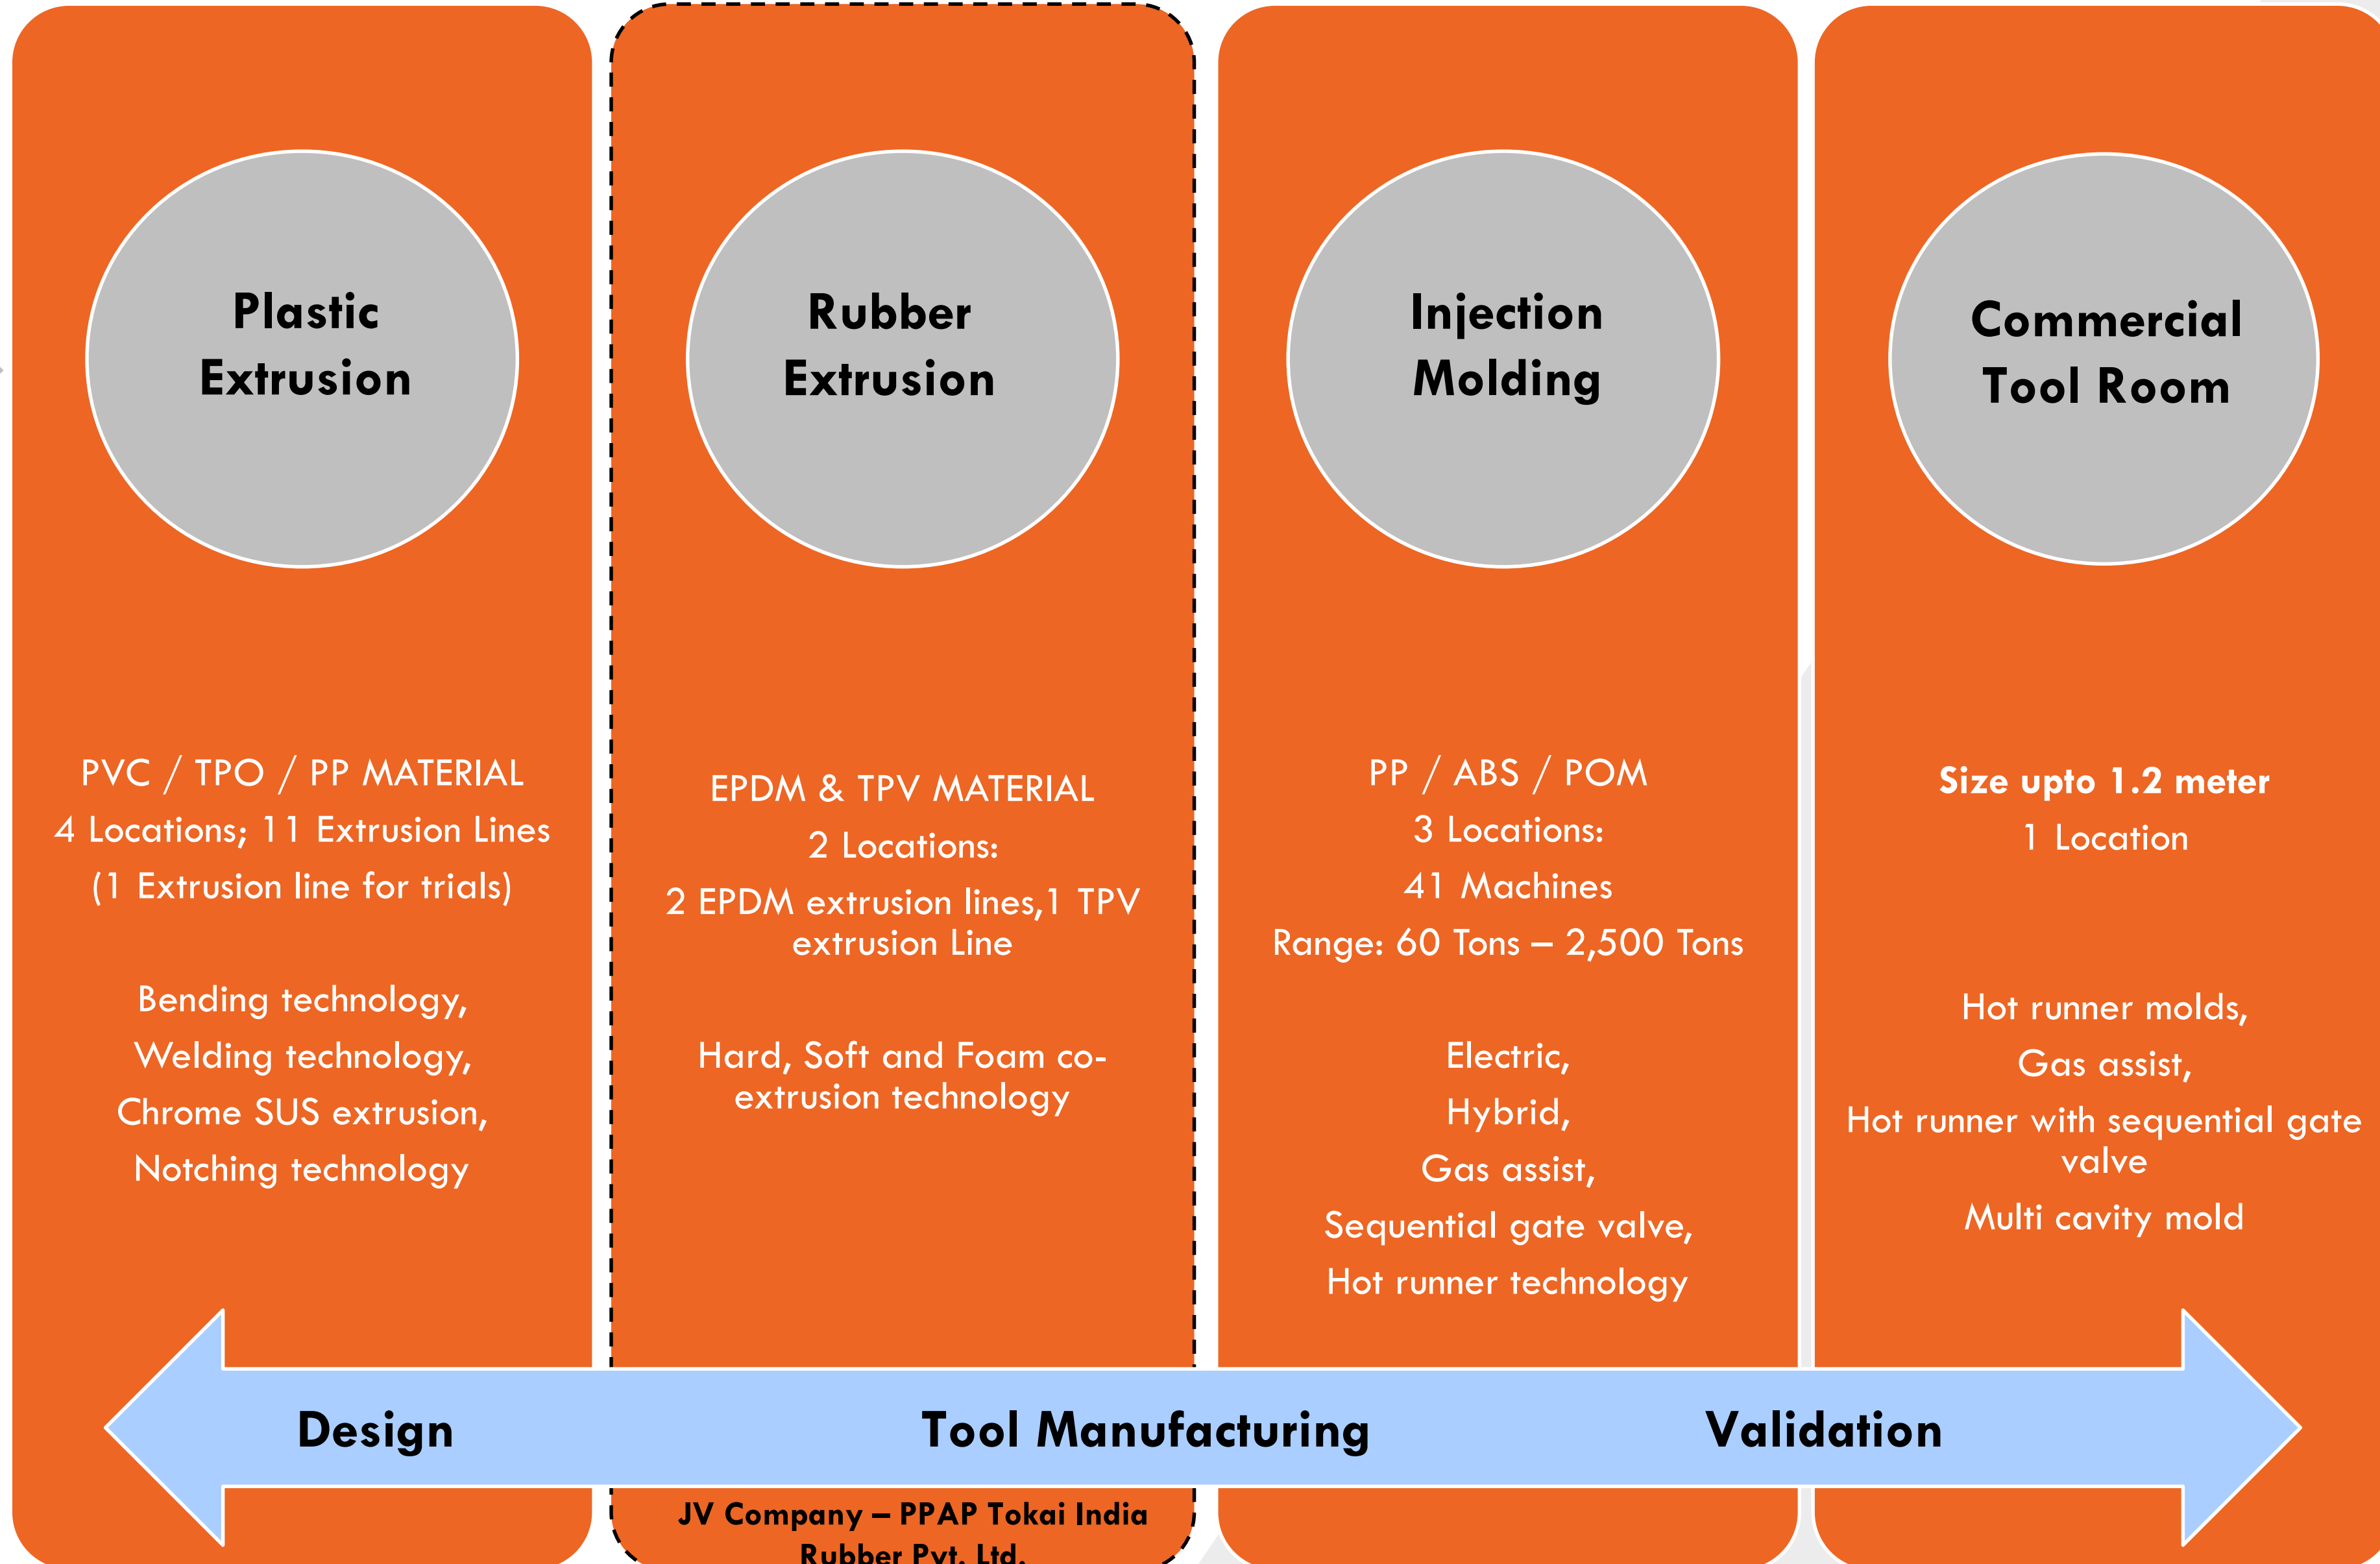 Plastic
Extrusion
PVC / TPO / PP MATERIAL
4 Locations; 11 Extrusion Lines
(1 Extrusion line for trials)
Bending technology,
Welding technology,
Chrome SUS extrusion,
Notching technology
Rubber
Extrusion
EPDM & TPV MATERIAL
2 Locations:
2 EPDM extrusion lines,1 TPV
extrusion Line
Hard, Soft and Foam co-
extrusion technology
Injection
Molding
PP / ABS / POM
3 Locations:
41 Machines
Range: 60 Tons – 2,500 Tons
Electric,
Hybrid,
Gas assist,
Sequential gate valve,
Hot runner technology
Commercial
Tool Room
Size upto 1.2 meter
1 Location
Hot runner molds,
Gas assist,
Hot runner with sequential gate
valve
Multi cavity mold
Design
Tool Manufacturing
Validation
JV Company – PPAP Tokai India
Rubber Pvt. Ltd.